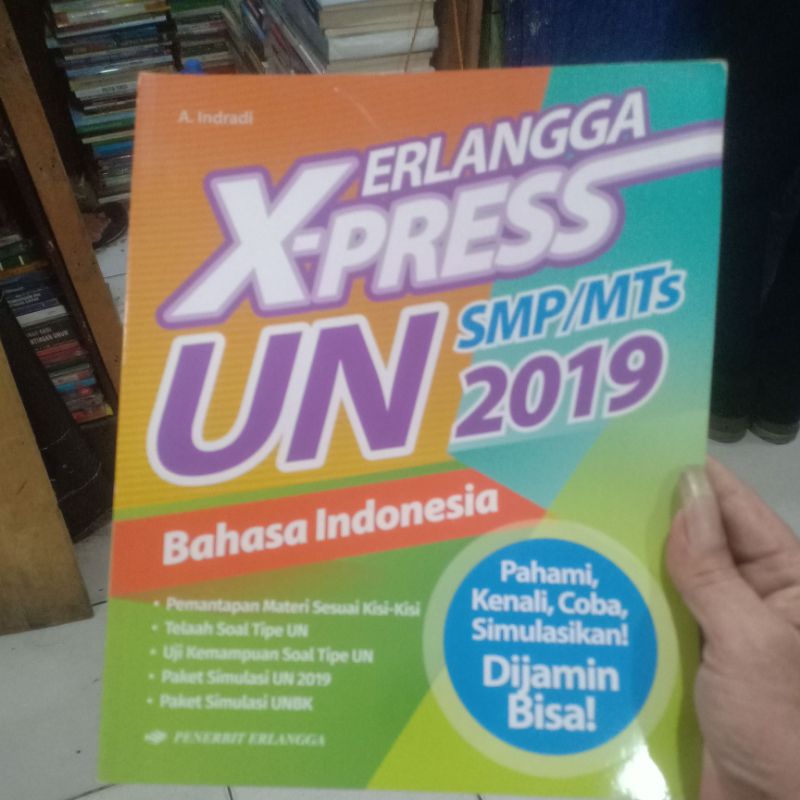 A. Indradi
ERLANGGA
X-PRESS
UN SMP/MTs
2019
Bahasa Indonesia
• Pemantapan Materi Sesuai Kisi-Kisi
• Telaah Soal Tipe UN
• Uji Kemampuan Soal Tipe UN
• Paket Simulasi UN 2019
• Paket Simulasi UNBK
Pahami,
Kenali, Coba,
Simulasikan!
Dijamin
Bisa!
PENERBIT ERLANGGA